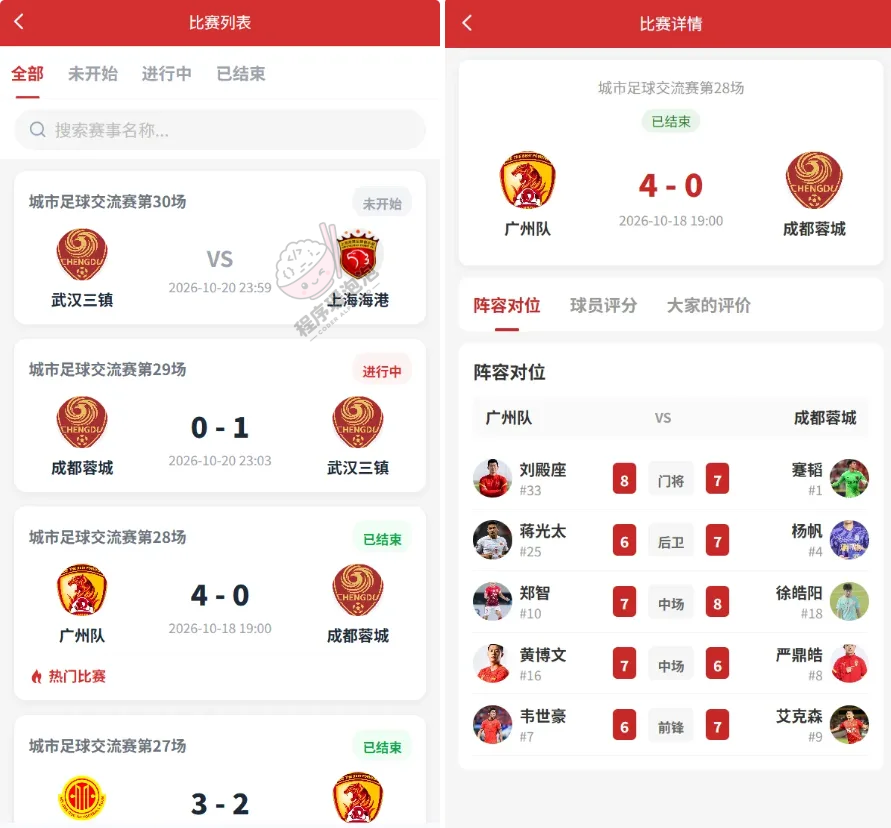 比赛列表
全部 未开始 进行中 已结束
搜索赛事名称...
城市足球交流赛第30场
未开始
CHENGDU
武汉三镇
VS
2026-10-20 23:59
上海海港
程序员泡泡
城市足球交流赛第29场
进行中
CHENGDU
成都蓉城
0 - 1
2026-10-20 23:03
CHENGDU
武汉三镇
城市足球交流赛第28场
已结束
广州队
4 - 0
2026-10-18 19:00
CHENGDU
成都蓉城
热门比赛
城市足球交流赛第27场
已结束
3 - 2
比赛详情
城市足球交流赛第28场
已结束
广州队
4 - 0
2026-10-18 19:00
CHENGDU
成都蓉城
阵容对位 球员评分 大家的评价
阵容对位
广州队 VS 成都蓉城
刘殿座 8 门将 7 蹇韬
#33 #1
蒋光太 6 后卫 7 杨帆
#25 #4
郑智 7 中场 8 徐皓阳
#10 #18
黄博文 7 中场 6 严鼎皓
#16 #8
韦世豪 6 前锋 7 艾克森
#7 #9